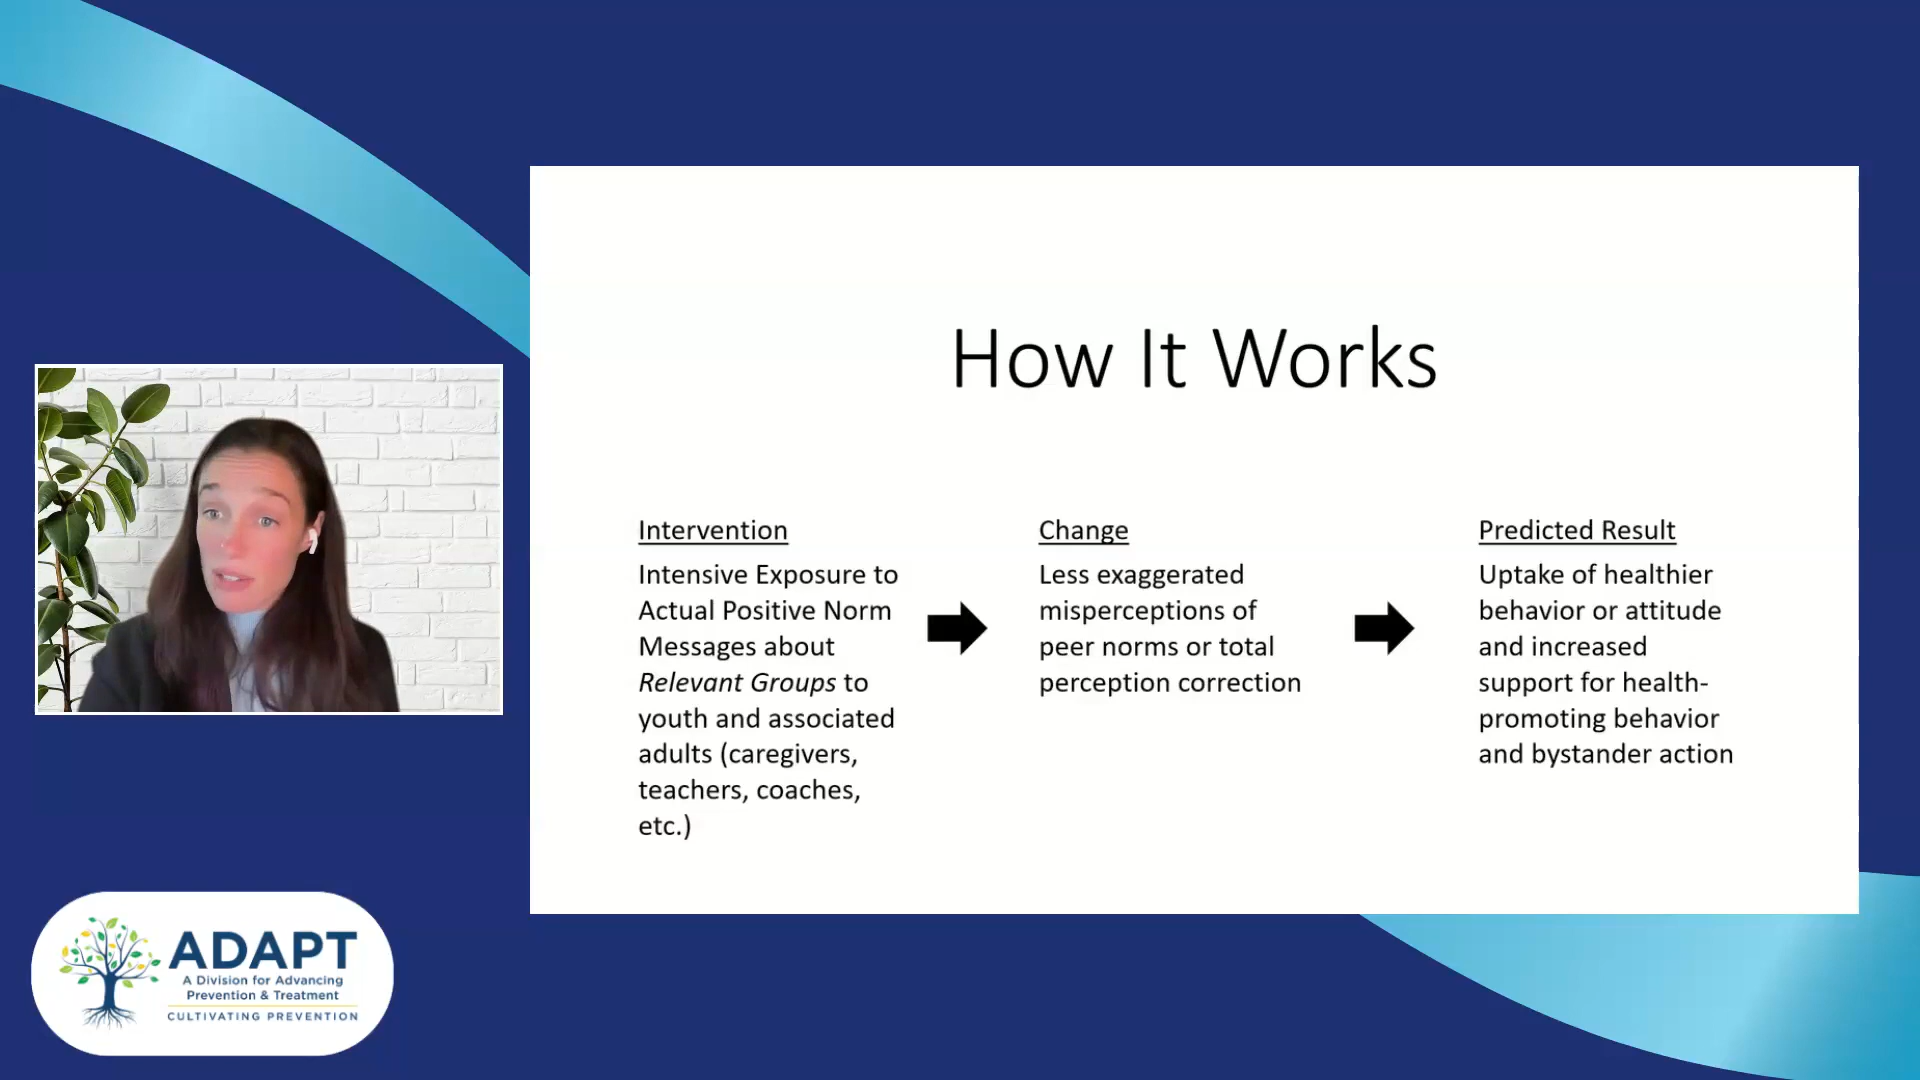 How It Works
Intervention
Intensive Exposure to
Actual Positive Norm
Messages about
Relevant Groups to
youth and associated
adults (caregivers,
teachers, coaches,
etc.)
Change
Less exaggerated
misperceptions of
peer norms or total
perception correction
Predicted Result
Uptake of healthier
behavior or attitude
and increased
support for health-
promoting behavior
and bystander action
ADAPT
A Division for Advancing
Prevention & Treatment
CULTIVATING PREVENTION